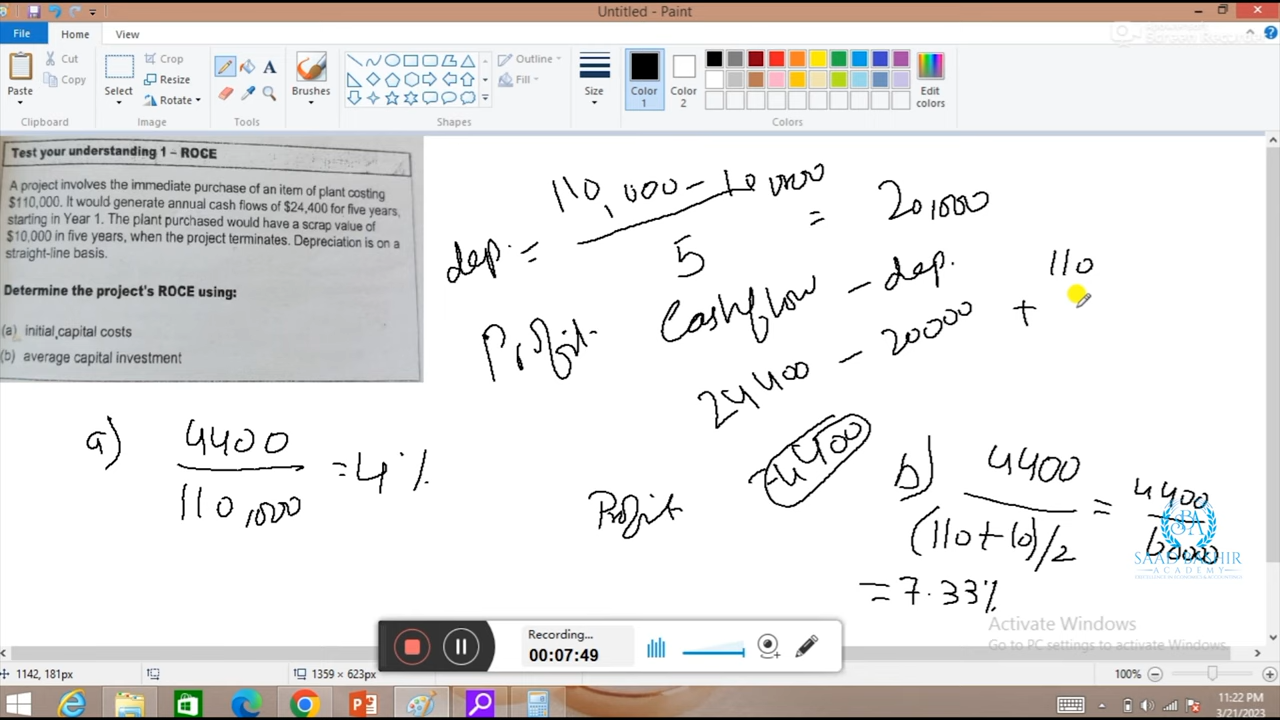 Untitled - Paint
File
Home
View
Paste
Cut
Copy
Clipboard
Select
Crop
Resize
Rotate
Image
Tools
Brushes
Shapes
Outline
Fill
Size
Color 1
Color 2
Edit colors
Colors
Test your understanding 1 – ROCE
A project involves the immediate purchase of an item of plant costing
$110,000. It would generate annual cash flows of $24,400 for five years,
starting in Year 1. The plant purchased would have a scrap value of
$10,000 in five years, when the project terminates. Depreciation is on a
straight-line basis.
Determine the project's ROCE using:
(a) initial capital costs
(b) average capital investment
dep. = 110,000 – 10,000 / 5 = 20,000
Profit. Cashflow – dep.
24400 – 20000 + 110
Profit 4400
a) 4400 / 110,000 = 4%
b) 4400 / (110+10)/2 = 4400 / 60000
= 7.33%
SAAD BASHIR
ACADEMY
Activate Windows
Go to PC settings to activate Windows.
Recording...
00:07:49
1142, 181px
1359 × 623px
100%
11:22 PM
3/21/2023